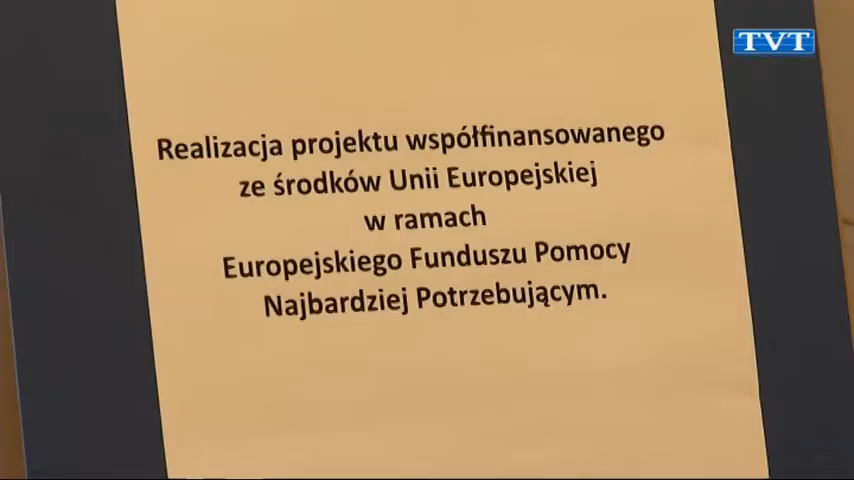 TVT
Realizacja projektu współfinansowanego
ze środków Unii Europejskiej
w ramach
Europejskiego Funduszu Pomocy
Najbardziej Potrzebującym.